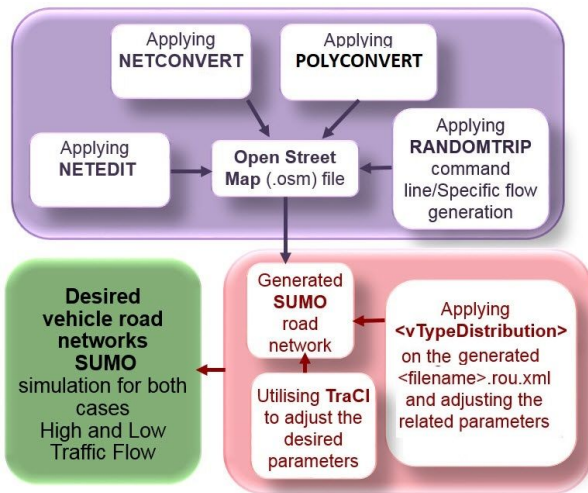 Applying
NETCONVERT
Applying
POLYCONVERT
Applying
NETEDIT
Open Street
Map (.osm) file
Applying
RANDOMTRIP
command
line/Specific flow
generation
Desired
vehicle road
networks
SUMO
simulation for both
cases
High and Low
Traffic Flow
Generated
SUMO
road
network
Applying
<vTypeDistribution>
on the generated
<filename>.rou.xml
and adjusting the
related parameters
Utilising TraCI
to adjust the
desired
parameters